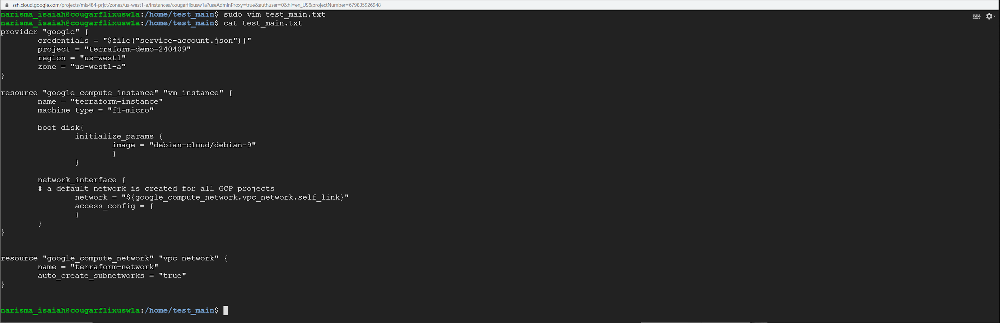 ssh.cloud.google.com/projects/mis484-prjct/zones/us-west1-a/instances/cougarflixusw1a?useAdminProxy=true&authuser=0&hl=en_US&projectNumber=679835926948
narisma_isaiah@cougarflixusw1a:/home/test_main$ sudo vim test_main.txt
narisma_isaiah@cougarflixusw1a:/home/test_main$ cat test_main.txt
provider "google" {
        credentials = "$file("service-account.json")}"
        project = "terraform-demo-240409"
        region = "us-west1"
        zone = "us-west1-a"
}
resource "google_compute_instance" "vm_instance" {
        name = "terraform-instance"
        machine type = "f1-micro"
        boot disk{
                initialize_params {
                        image = "debian-cloud/debian-9"
                        }
                }
        network_interface {
        # a default network is created for all GCP projects
                network = "${google_compute_network.vpc_network.self_link}"
                access_config = {
                }
        }
}
resource "google_compute_network" "vpc network" {
        name = "terraform-network"
        auto_create_subnetworks = "true"
}
narisma_isaiah@cougarflixusw1a:/home/test_main$